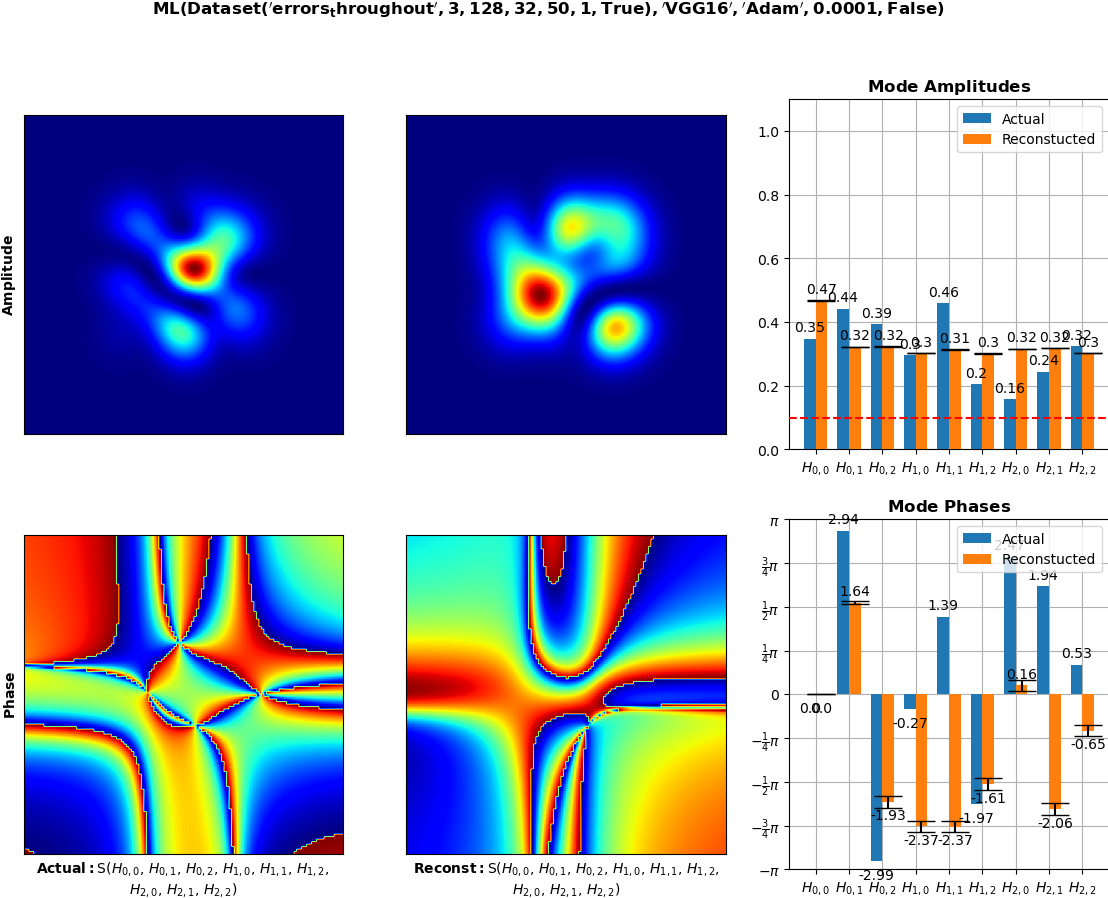 ML(Dataset('errors_throughout', 3, 128, 32, 50, 1, True), 'VGG16', 'Adam', 0.0001, False)
Amplitude
Mode Amplitudes
Actual
Reconstucted
1.0
0.8
0.6
0.4
0.2
0.0
0.35
0.47
0.44
0.32
0.39
0.32
0.3
0.3
0.46
0.31
0.2
0.3
0.16
0.32
0.24
0.32
0.32
0.3
H0,0 H0,1 H0,2 H1,0 H1,1 H1,2 H2,0 H2,1 H2,2
Phase
Actual: S(H0,0, H0,1, H0,2, H1,0, H1,1, H1,2,
H2,0, H2,1, H2,2)
Reconst: S(H0,0, H0,1, H0,2, H1,0, H1,1, H1,2,
H2,0, H2,1, H2,2)
Mode Phases
Actual
Reconstucted
π
3/4π
1/2π
1/4π
0
−1/4π
−1/2π
−3/4π
−π
0.0
0.0
2.94
1.64
-2.99
-1.93
-0.27
-2.37
1.39
-2.37
-1.97
-1.61
0.16
1.94
-2.06
0.53
-0.65
H0,0 H0,1 H0,2 H1,0 H1,1 H1,2 H2,0 H2,1 H2,2